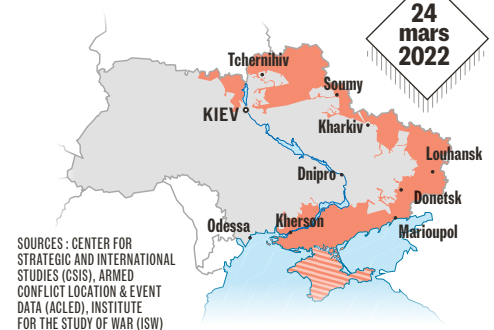 24
mars
2022
Tchernihiv
Soumy
KIEV
Kharkiv
Louhansk
Dnipro
Donetsk
Odessa
Kherson
Marioupol
SOURCES : CENTER FOR
STRATEGIC AND INTERNATIONAL
STUDIES (CSIS), ARMED
CONFLICT LOCATION & EVENT
DATA (ACLED), INSTITUTE
FOR THE STUDY OF WAR (ISW)